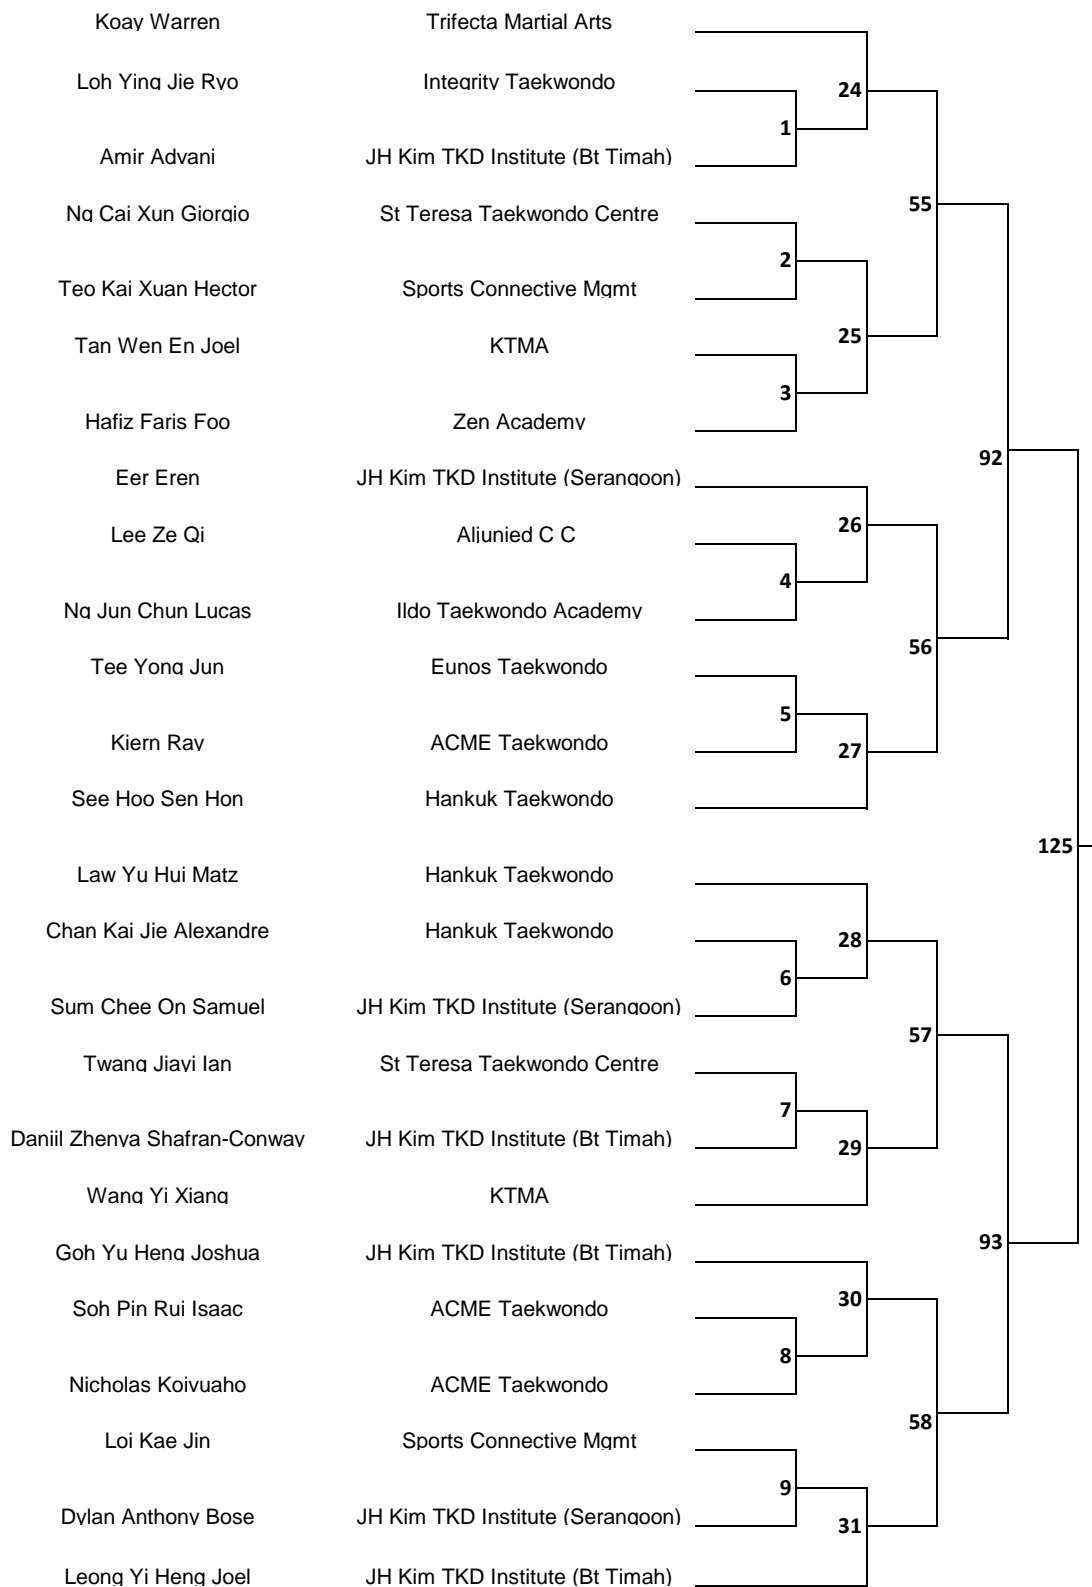 Koay Warren Trifecta Martial Arts
Loh Ying Jie Ryo Integrity Taekwondo
24
1
Amir Advani JH Kim TKD Institute (Bt Timah)
Ng Cai Xun Giorgio St Teresa Taekwondo Centre
55
2
Teo Kai Xuan Hector Sports Connective Mgmt
25
Tan Wen En Joel KTMA
3
Hafiz Faris Foo Zen Academy
92
Eer Eren JH Kim TKD Institute (Serangoon)
26
Lee Ze Qi Aljunied C C
4
Ng Jun Chun Lucas Ildo Taekwondo Academy
56
Tee Yong Jun Eunos Taekwondo
5
Kiern Ray ACME Taekwondo
27
See Hoo Sen Hon Hankuk Taekwondo
125
Law Yu Hui Matz Hankuk Taekwondo
Chan Kai Jie Alexandre Hankuk Taekwondo
28
6
Sum Chee On Samuel JH Kim TKD Institute (Serangoon)
57
Twang Jiayi Ian St Teresa Taekwondo Centre
7
Daniil Zhenya Shafran-Conway JH Kim TKD Institute (Bt Timah)
29
Wang Yi Xiang KTMA
93
Goh Yu Heng Joshua JH Kim TKD Institute (Bt Timah)
30
Soh Pin Rui Isaac ACME Taekwondo
8
Nicholas Koivuaho ACME Taekwondo
58
Loi Kae Jin Sports Connective Mgmt
9
Dylan Anthony Bose JH Kim TKD Institute (Serangoon)
31
Leong Yi Heng Joel JH Kim TKD Institute (Bt Timah)